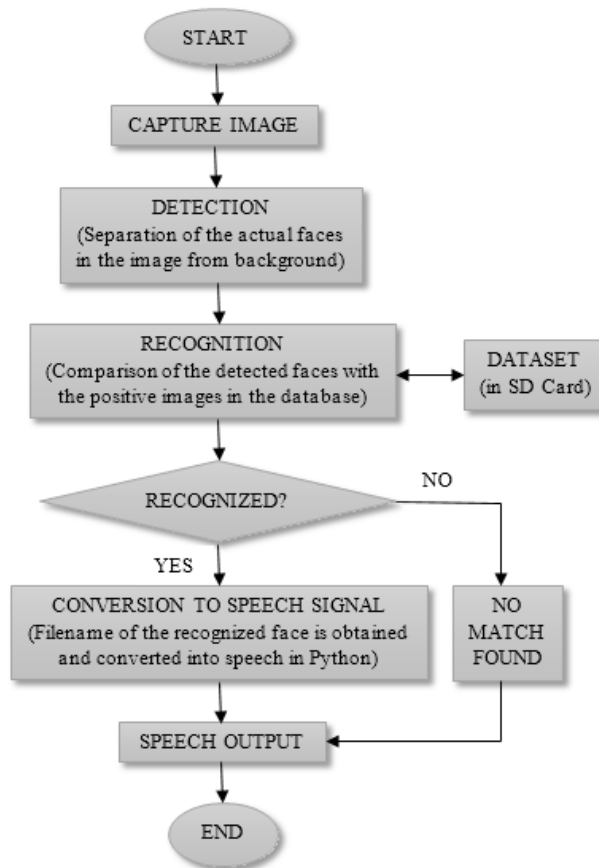 START
CAPTURE IMAGE
DETECTION
(Separation of the actual faces
in the image from background)
RECOGNITION
(Comparison of the detected faces with
the positive images in the database)
DATASET
(in SD Card)
RECOGNIZED?
NO
YES
CONVERSION TO SPEECH SIGNAL
(Filename of the recognized face is obtained
and converted into speech in Python)
NO
MATCH
FOUND
SPEECH OUTPUT
END